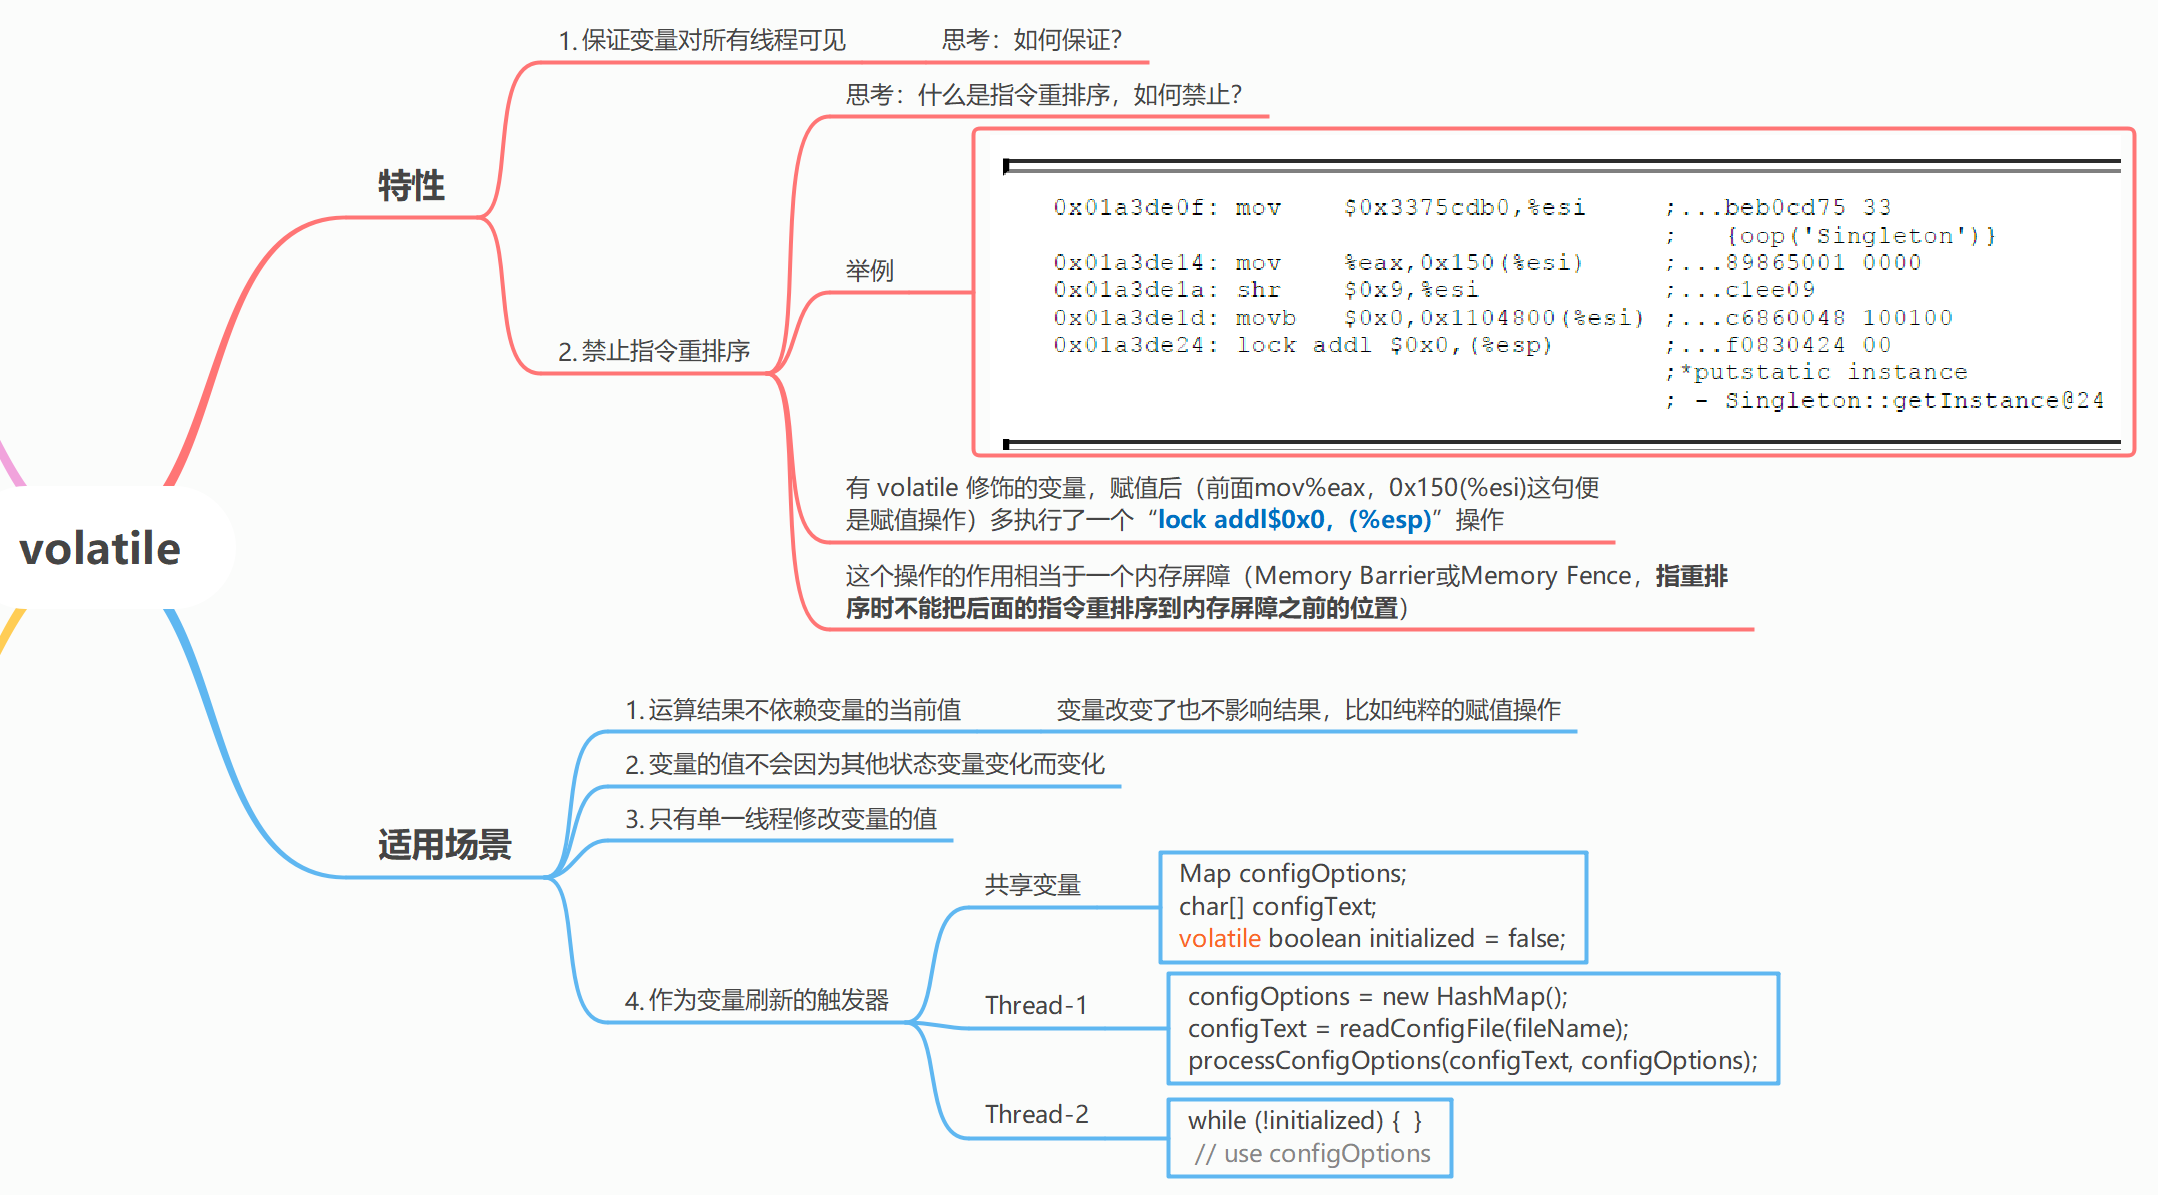 volatile
特性
1. 保证变量对所有线程可见
思考：如何保证？
2. 禁止指令重排序
思考：什么是指令重排序，如何禁止？
举例
0x01a3de0f: mov $0x3375cdb0,%esi ;...beb0cd75 33
; {oop('Singleton')}
0x01a3de14: mov %eax,0x150(%esi) ;...89865001 0000
0x01a3de1a: shr $0x9,%esi ;...c1ee09
0x01a3de1d: movb $0x0,0x1104800(%esi) ;...c6860048 100100
0x01a3de24: lock addl $0x0,(%esp) ;...f0830424 00
;*putstatic instance
; - Singleton::getInstance@24
有 volatile 修饰的变量，赋值后（前面mov%eax，0x150(%esi)这句便
是赋值操作）多执行了一个“lock addl$0x0，(%esp)”操作
这个操作的作用相当于一个内存屏障（Memory Barrier或Memory Fence，指重排
序时不能把后面的指令重排序到内存屏障之前的位置）
适用场景
1. 运算结果不依赖变量的当前值
变量改变了也不影响结果，比如纯粹的赋值操作
2. 变量的值不会因为其他状态变量变化而变化
3. 只有单一线程修改变量的值
4. 作为变量刷新的触发器
共享变量
Map configOptions;
char[] configText;
volatile boolean initialized = false;
Thread-1
configOptions = new HashMap();
configText = readConfigFile(fileName);
processConfigOptions(configText, configOptions);
Thread-2
while (!initialized) { }
// use configOptions